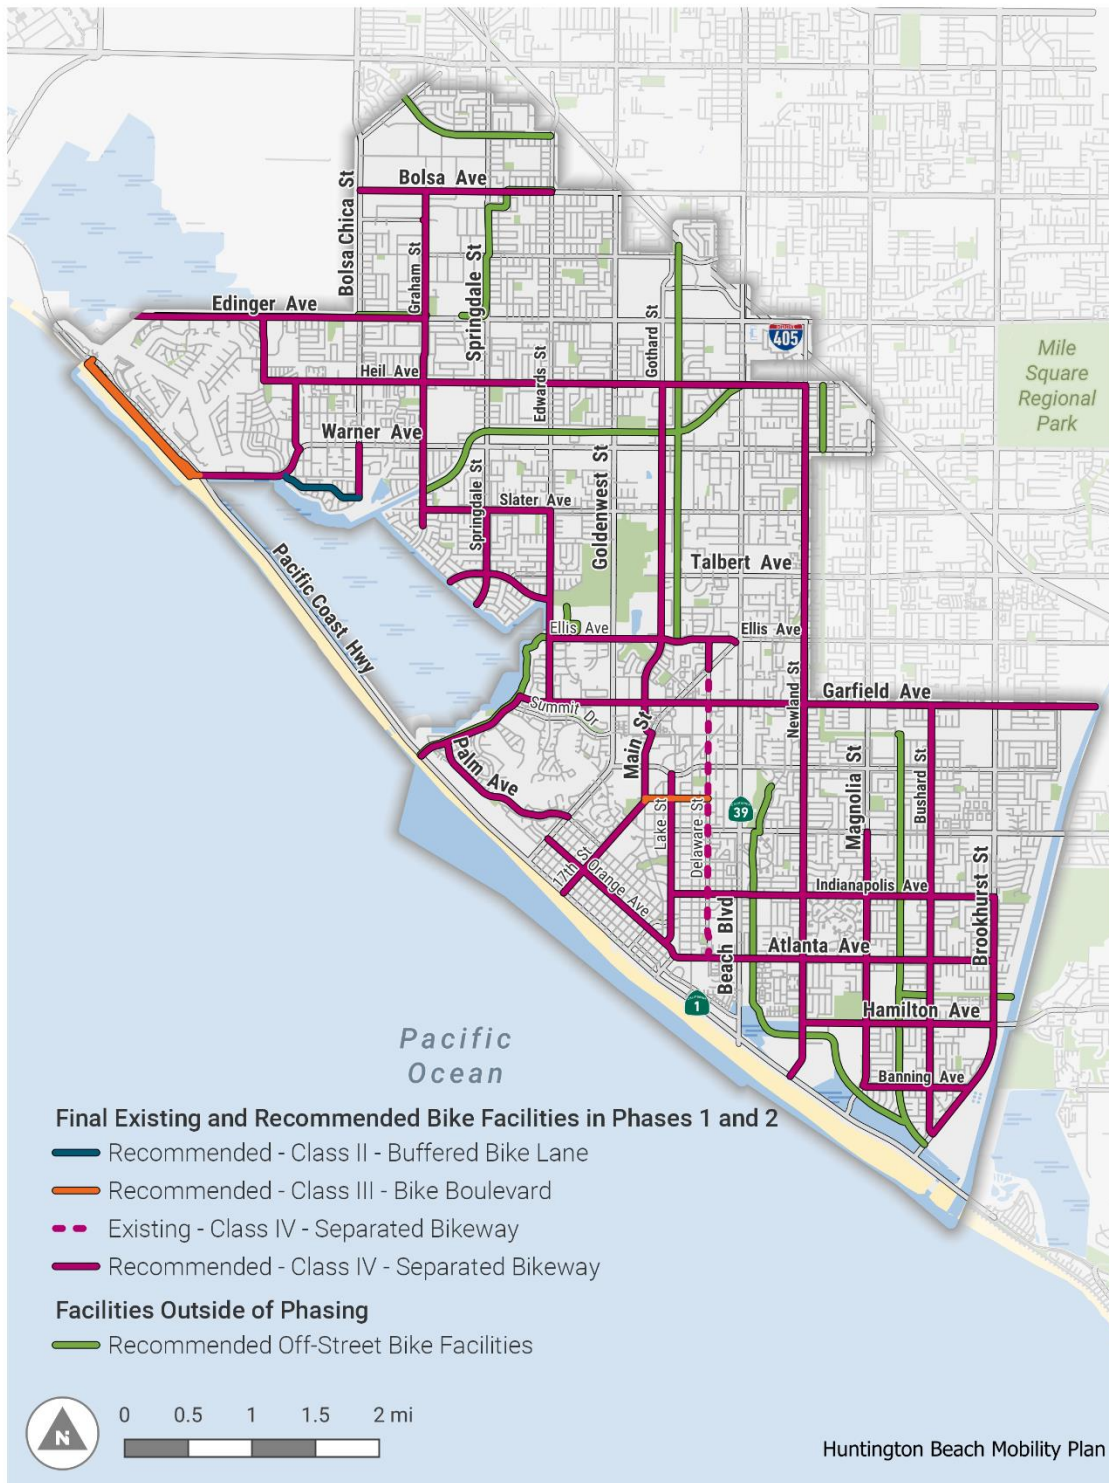 Bolsa Ave
Bolsa Chica St
Graham St
Springdale St
Edinger Ave
Gothard St
405
Mile
Square
Regional
Park
Heil Ave
Edwards St
Warner Ave
Goldenwest St
Springdale St
Slater Ave
Talbert Ave
Pacific Coast Hwy
Ellis Ave
Ellis Ave
Newland St
Garfield Ave
Summit Dr
Main St
Palm Ave
Magnolia St
Bushard St
Lake St
Delaware St
CALIFORNIA
39
Brookhurst St
17th St
Orange Ave
Indianapolis Ave
Beach Blvd
Atlanta Ave
CALIFORNIA
1
Hamilton Ave
Pacific
Ocean
Banning Ave
Final Existing and Recommended Bike Facilities in Phases 1 and 2
Recommended - Class II - Buffered Bike Lane
Recommended - Class III - Bike Boulevard
Existing - Class IV - Separated Bikeway
Recommended - Class IV - Separated Bikeway
Facilities Outside of Phasing
Recommended Off-Street Bike Facilities
N
0 0.5 1 1.5 2 mi
Huntington Beach Mobility Plan